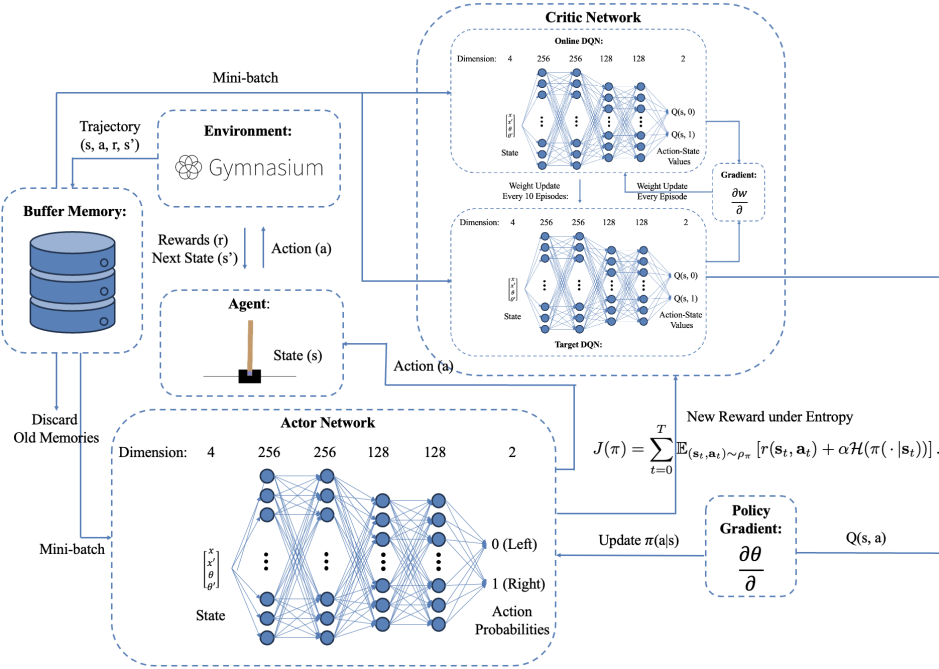 Critic Network
Online DQN:
Dimension: 4 256 256 128 128 2
x
x'
θ
θ'
State
Q(s, 0)
Q(s, 1)
Action-State
Values
Weight Update
Every 10 Episodes:
Weight Update
Every Episode
Gradient:
∂w
∂
Dimension: 4 256 256 128 128 2
x
x'
θ
θ'
State
Q(s, 0)
Q(s, 1)
Action-State
Values
Target DQN:
Mini-batch
Trajectory
(s, a, r, s’)
Environment:
Gymnasium
Buffer Memory:
Rewards (r)
Next State (s’)
Action (a)
Agent:
State (s)
Action (a)
Discard
Old Memories
Mini-batch
Actor Network
Dimension: 4 256 256 128 128 2
x
x'
θ
θ'
State
0 (Left)
1 (Right)
Action
Probabilities
New Reward under Entropy
J(π) = ∑_{t=0}^{T} 𝔼_{(s_t,a_t)∼ρ_π} [r(s_t, a_t) + αℋ(π( · |s_t))] .
Policy
Gradient:
∂θ
∂
Update π(a|s)
Q(s, a)